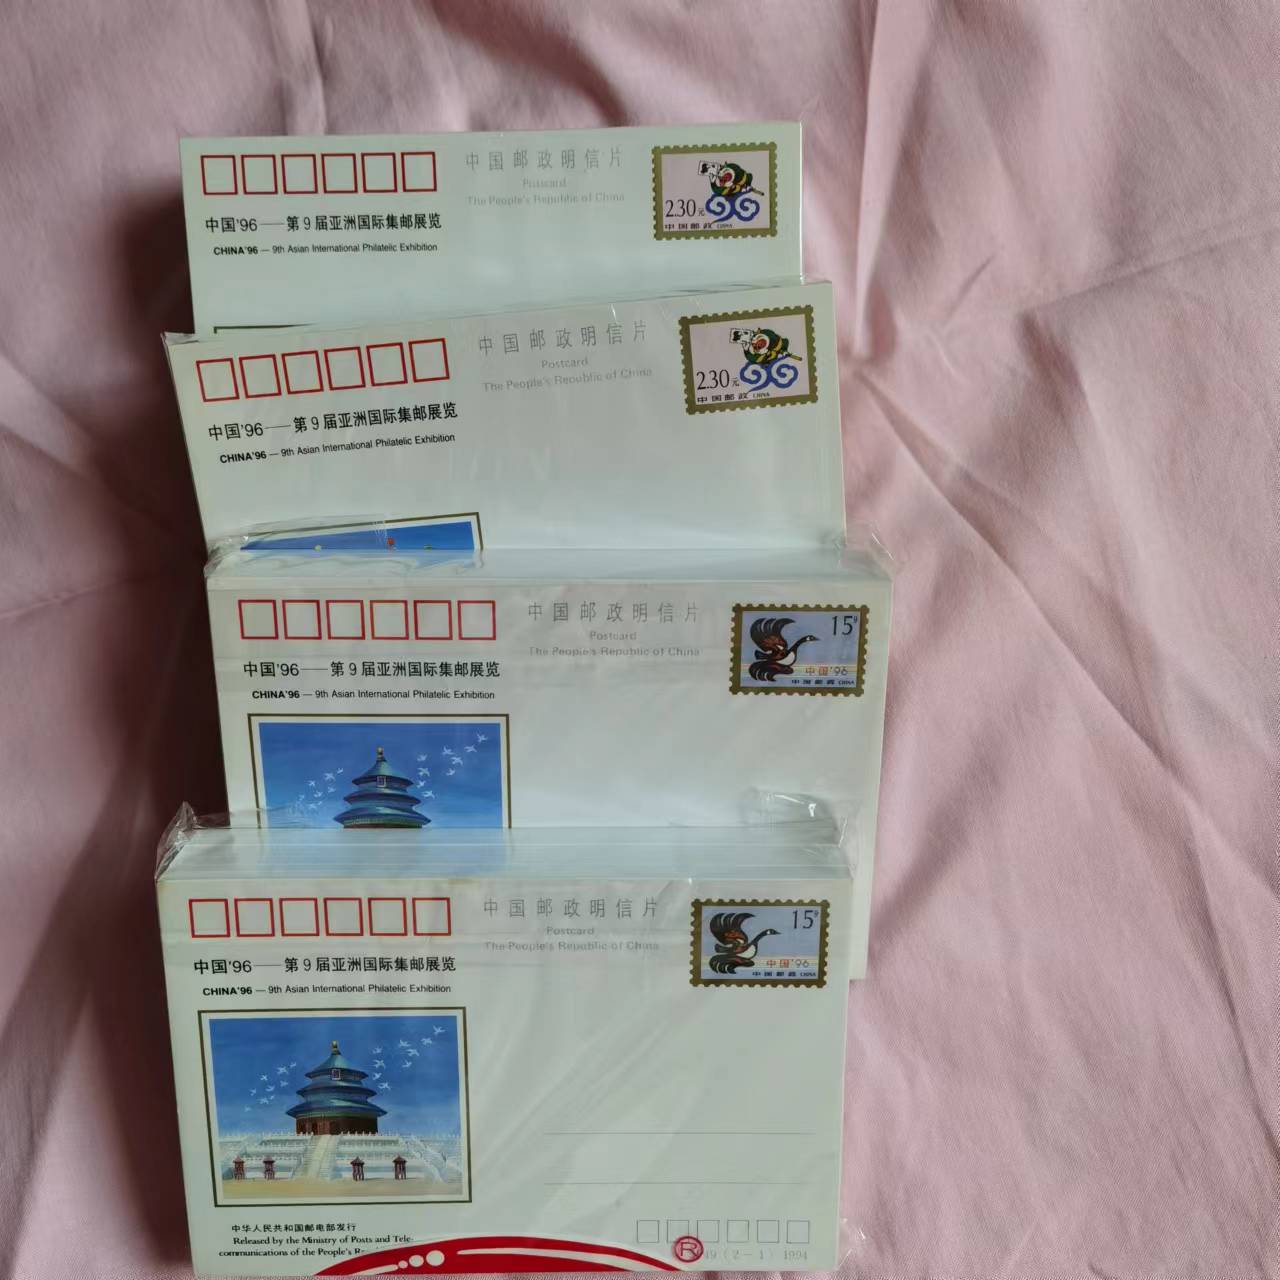 中国邮政明信片
Postcard
The People's Republic of China
2.30元
中国邮政 CHINA
中国'96——第9届亚洲国际集邮展览
CHINA'96 — 9th Asian International Philatelic Exhibition
中国邮政明信片
Postcard
The People's Republic of China
2.30元
中国邮政 CHINA
中国'96——第9届亚洲国际集邮展览
CHINA'96 — 9th Asian International Philatelic Exhibition
中国邮政明信片
Postcard
The People's Republic of China
15分
中国'96
中国邮政 CHINA
中国'96——第9届亚洲国际集邮展览
CHINA'96 — 9th Asian International Philatelic Exhibition
中国邮政明信片
Postcard
The People's Republic of China
15分
中国'96
中国邮政 CHINA
中国'96——第9届亚洲国际集邮展览
CHINA'96 — 9th Asian International Philatelic Exhibition
中华人民共和国邮电部发行
Released by the Ministry of Posts and Tele-
communications of the People's
®
49 (2-1) 1994